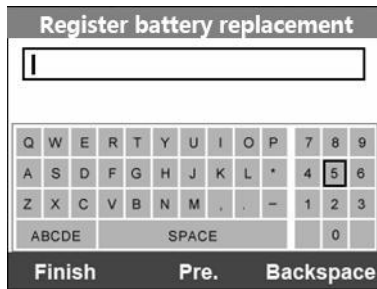 Register battery replacement
Q W E R T Y U I O P 7 8 9
A S D F G H J K L * 4 5 6
Z X C V B N M , . - 1 2 3
ABCDE SPACE 0
Finish Pre. Backspace